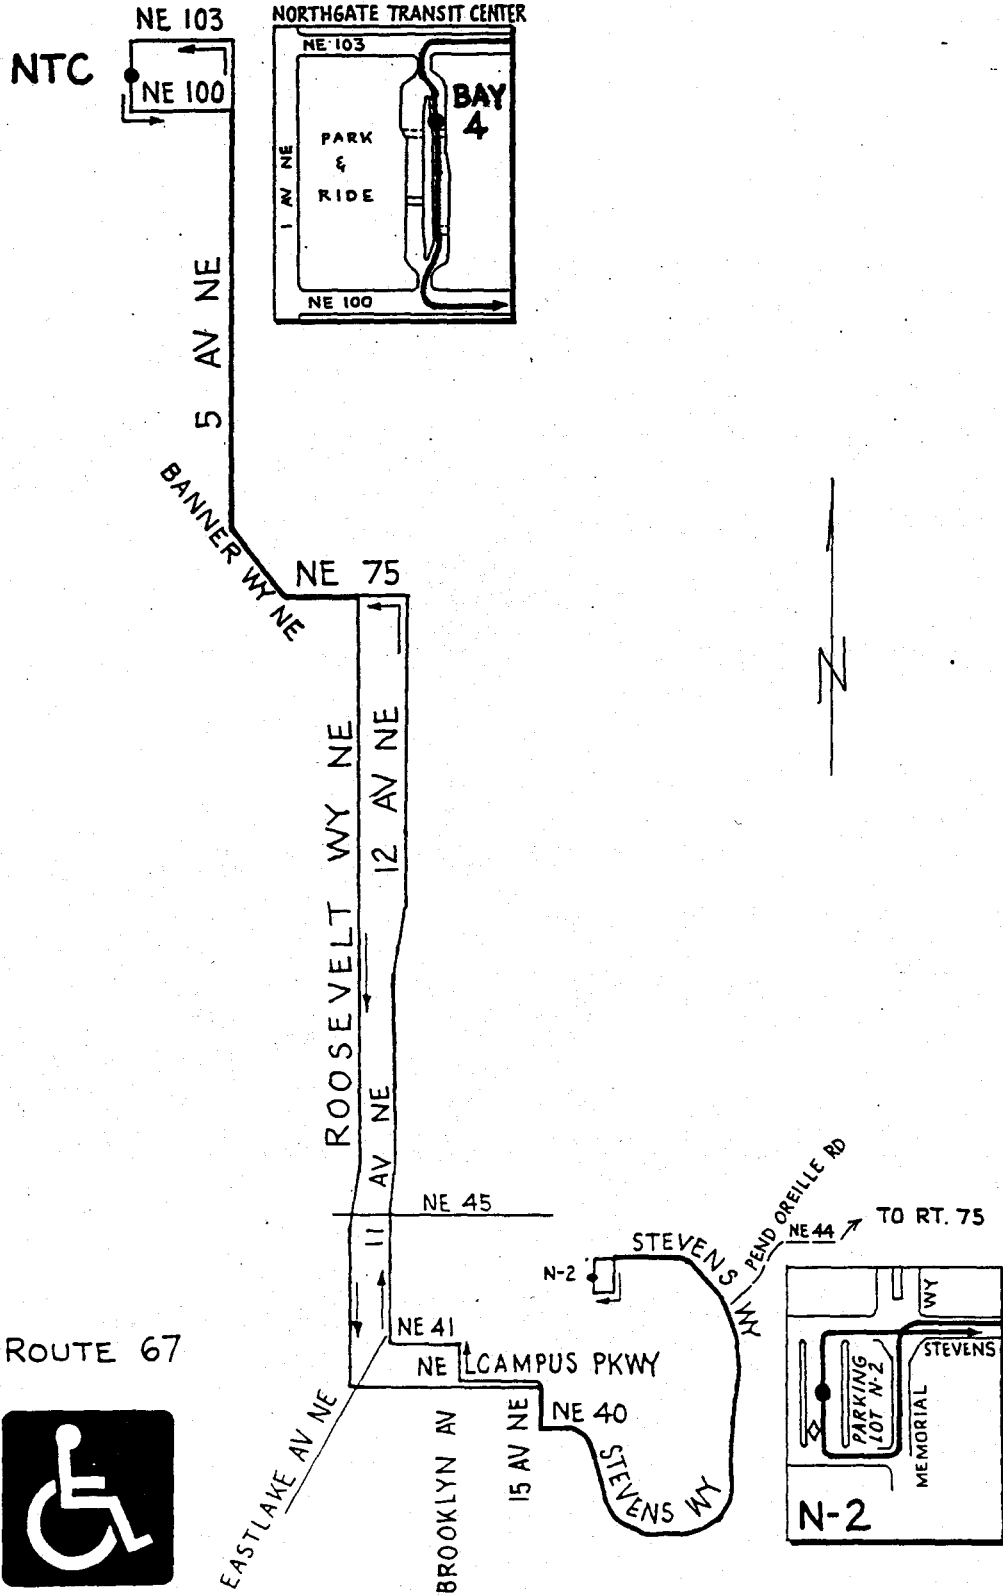 NE 103
NTC
NE 100
NORTHGATE TRANSIT CENTER
NE 103
BAY
4
PARK
&
RIDE
1 AV NE
NE 100
5 AV NE
BANNER WY NE
NE 75
N
ROOSEVELT WY NE
12 AV NE
11 AV NE
NE 45
PEND OREILLE RD
NE 44
TO RT. 75
STEVENS WY
N-2
NE 41
NE CAMPUS PKWY
NE 40
15 AV NE
BROOKLYN AV
EASTLAKE AV NE
STEVENS WY
ROUTE 67
WY
STEVENS
PARKING
LOT N-2
MEMORIAL
N-2